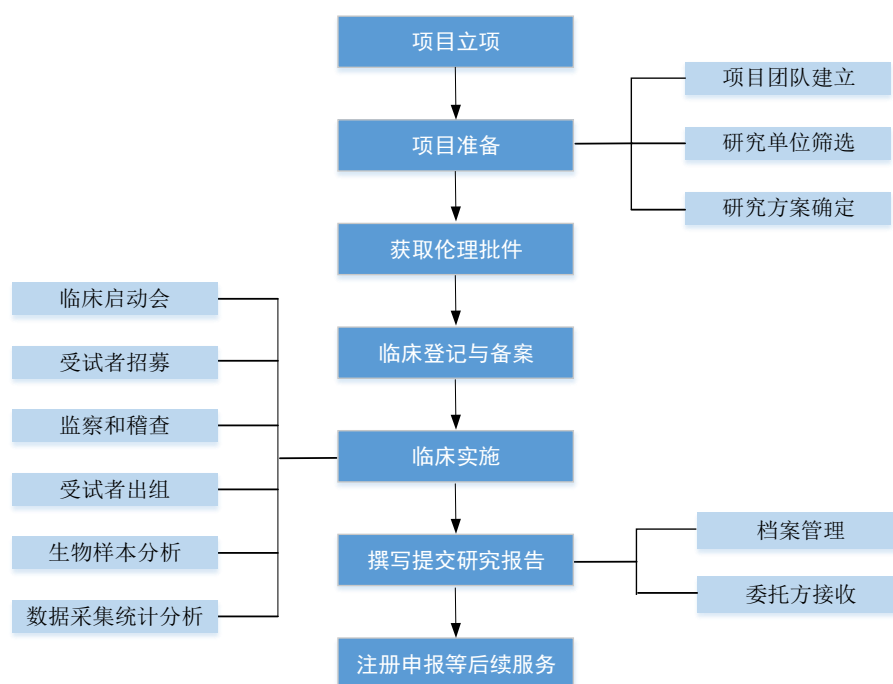 项目立项
项目准备
项目团队建立
研究单位筛选
研究方案确定
获取伦理批件
临床登记与备案
临床实施
临床启动会
受试者招募
监察和稽查
受试者出组
生物样本分析
数据采集统计分析
撰写提交研究报告
档案管理
委托方接收
注册申报等后续服务